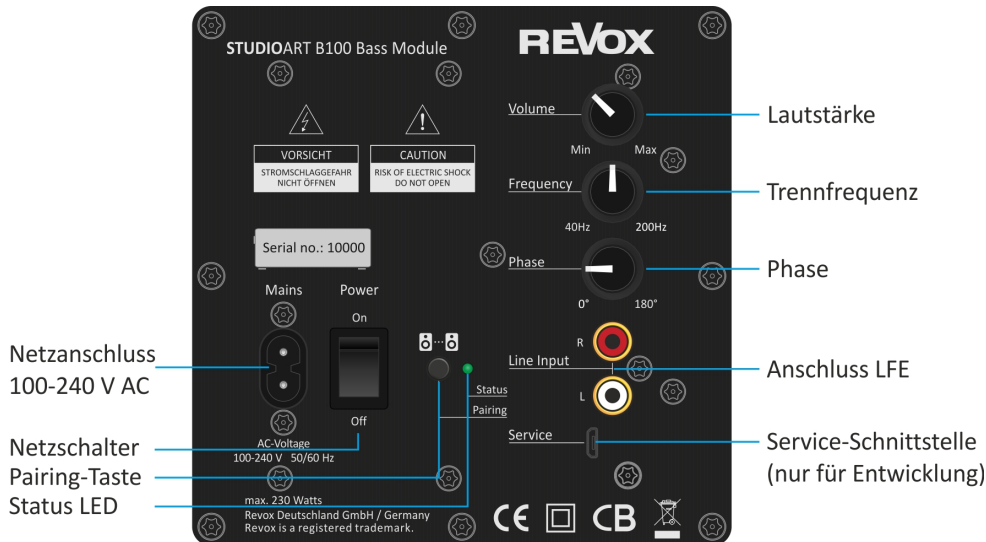 STUDIOART B100 Bass Module
REVOX
VORSICHT
STROMSCHLAGGEFAHR
NICHT ÖFFNEN
CAUTION
RISK OF ELECTRIC SHOCK
DO NOT OPEN
Serial no.: 10000
Mains
Power
On
Off
AC-Voltage
100-240 V 50/60 Hz
Status
Pairing
max. 230 Watts
Revox Deutschland GmbH / Germany
Revox is a registered trademark.
Volume
Min
Max
Frequency
40Hz
200Hz
Phase
0°
180°
R
Line Input
L
Service
CE
CB
Netzanschluss
100-240 V AC
Netzschalter
Pairing-Taste
Status LED
Lautstärke
Trennfrequenz
Phase
Anschluss LFE
Service-Schnittstelle
(nur für Entwicklung)